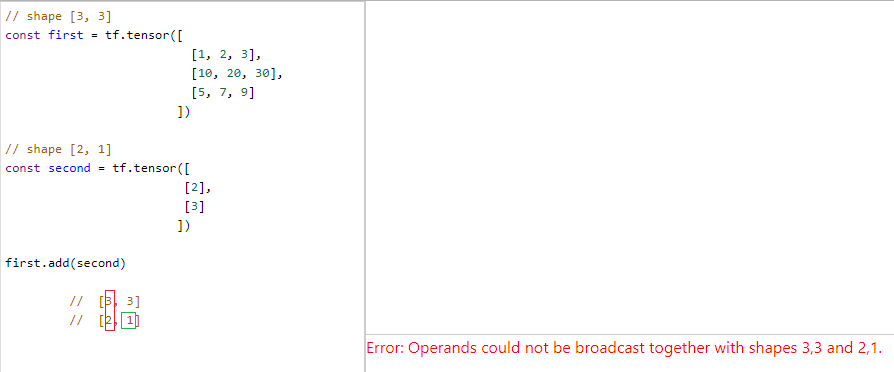 // shape [3, 3]
const first = tf.tensor([
[1, 2, 3],
[10, 20, 30],
[5, 7, 9]
])
// shape [2, 1]
const second = tf.tensor([
[2],
[3]
])
first.add(second)
// [3, 3]
// [2, 1]
Error: Operands could not be broadcast together with shapes 3,3 and 2,1.